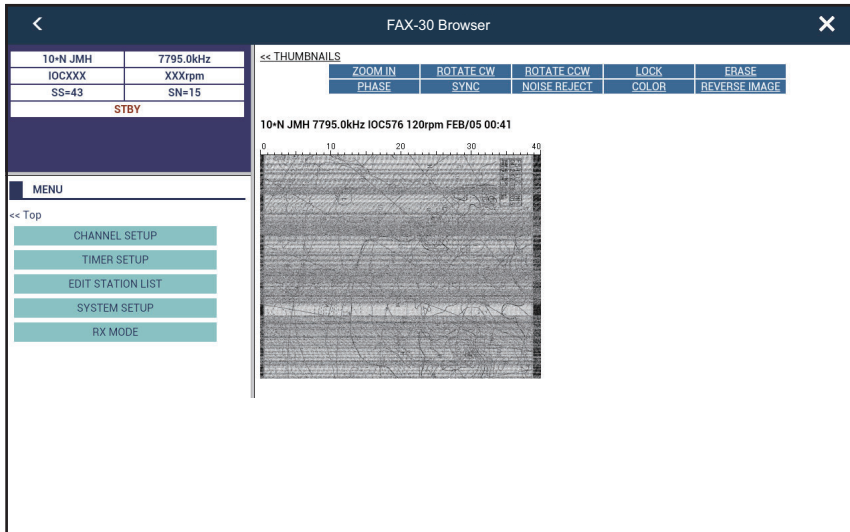 FAX-30 Browser
10*N JMH 7795.0kHz
IOCXXX XXXrpm
SS=43 SN=15
STBY
MENU
<< Top
CHANNEL SETUP
TIMER SETUP
EDIT STATION LIST
SYSTEM SETUP
RX MODE
<< THUMBNAILS
ZOOM IN ROTATE CW ROTATE CCW LOCK ERASE
PHASE SYNC NOISE REJECT COLOR REVERSE IMAGE
10*N JMH 7795.0kHz IOC576 120rpm FEB/05 00:41
0 10 20 30 40